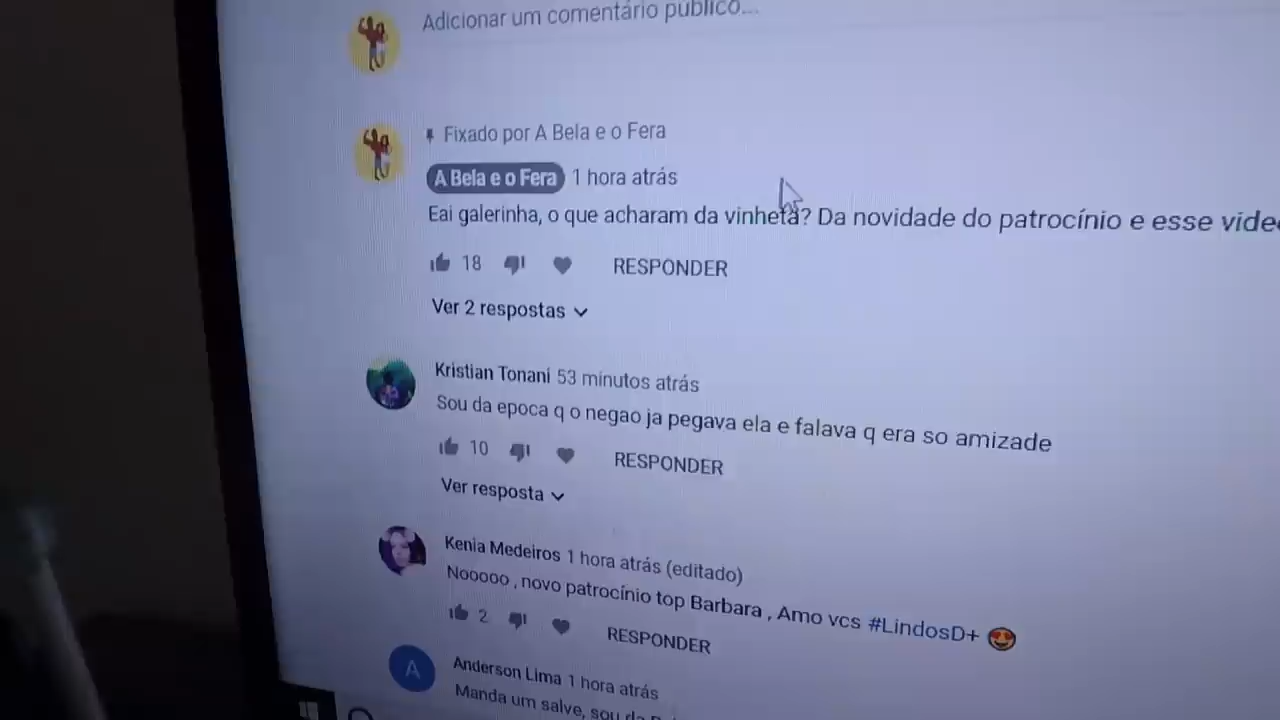 Adicionar um comentário público...
Fixado por A Bela e o Fera
A Bela e o Fera 1 hora atrás
Eai galerinha, o que acharam da vinheta? Da novidade do patrocínio e esse vide
18 RESPONDER
Ver 2 respostas
Kristian Tonani 53 minutos atrás
Sou da epoca q o negao ja pegava ela e falava q era so amizade
10 RESPONDER
Ver resposta
Kenia Medeiros 1 hora atrás (editado)
Nooooo , novo patrocínio top Barbara , Amo vcs #LindosD+ 😍
2 RESPONDER
A
Anderson Lima 1 hora atrás
Manda um salve, sou